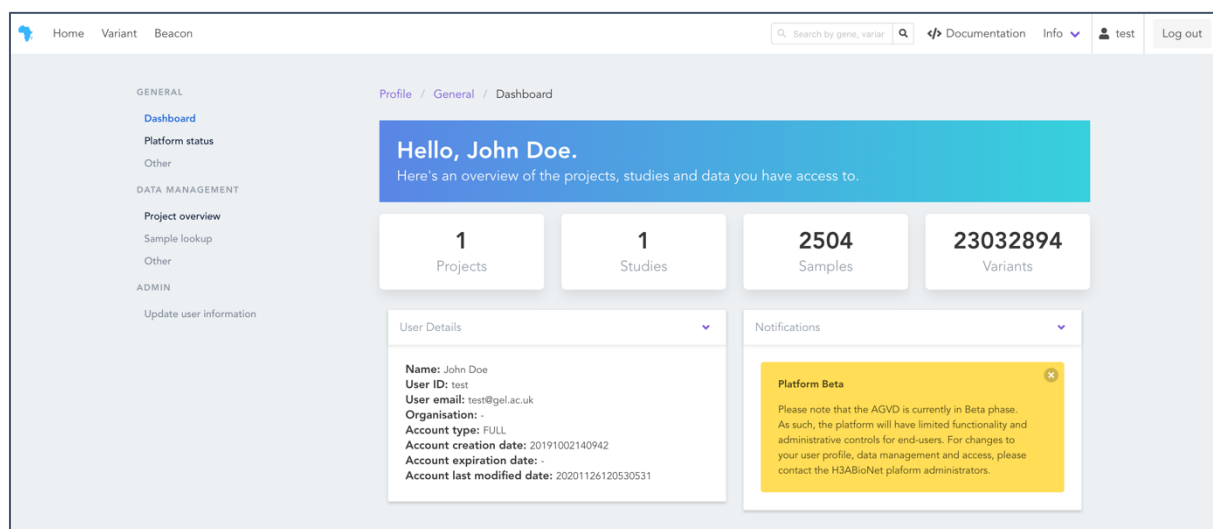 Home Variant Beacon
Search by gene, variar
</> Documentation Info
test
Log out
GENERAL
Dashboard
Platform status
Other
DATA MANAGEMENT
Project overview
Sample lookup
Other
ADMIN
Update user information
Profile / General / Dashboard
Hello, John Doe.
Here's an overview of the projects, studies and data you have access to.
1
Projects
1
Studies
2504
Samples
23032894
Variants
User Details
Name: John Doe
User ID: test
User email: test@gel.ac.uk
Organisation: -
Account type: FULL
Account creation date: 20191002140942
Account expiration date: -
Account last modified date: 20201126120530531
Notifications
Platform Beta
Please note that the AGVD is currently in Beta phase.
As such, the platform will have limited functionality and
administrative controls for end-users. For changes to
your user profile, data management and access, please
contact the H3ABioNet plaform administrators.